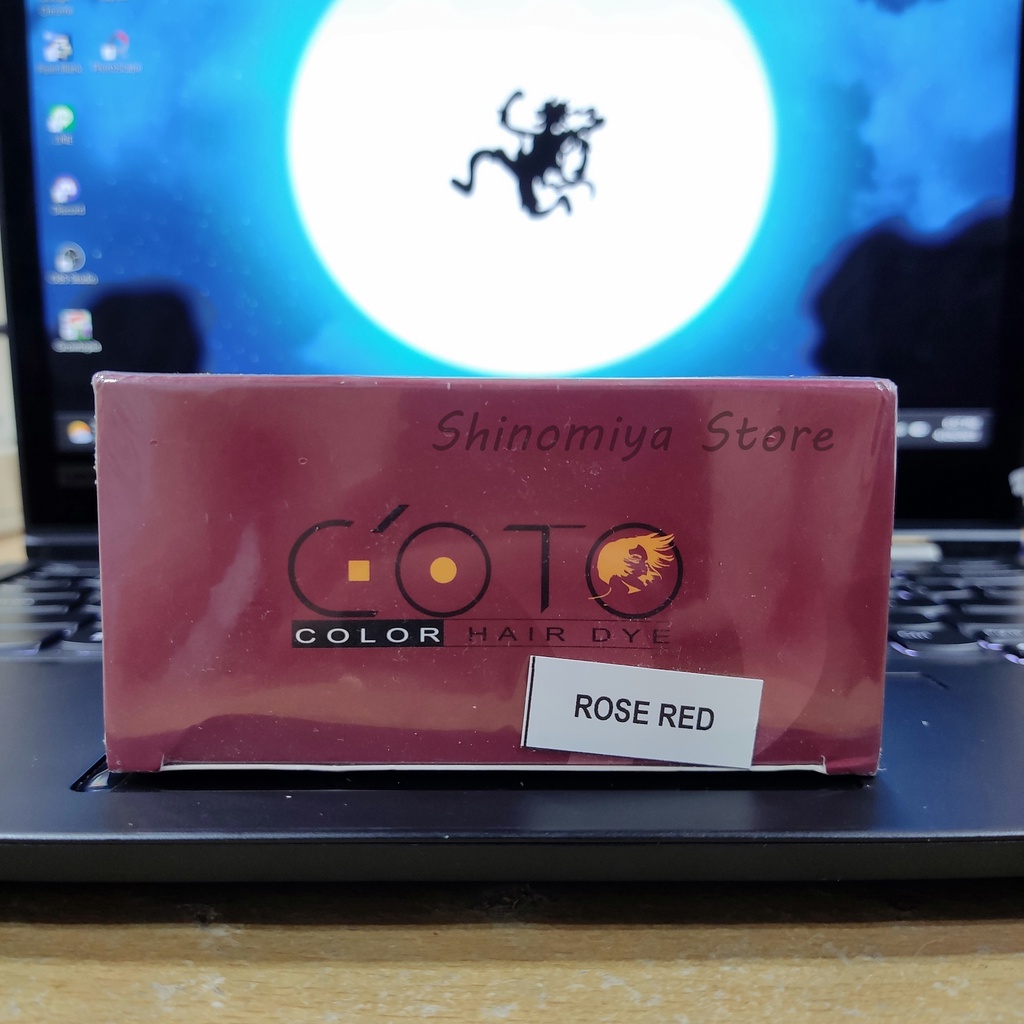 Shinomiya Store
C'OTO
COLOR HAIR DYE
ROSE RED